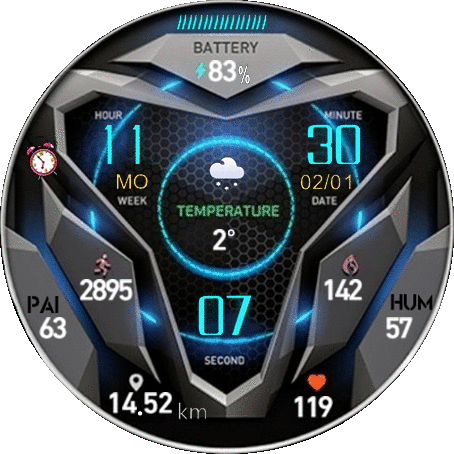 BATTERY
83%
HOUR
MINUTE
11
30
MO
02/01
WEEK
DATE
TEMPERATURE
2°
2895
142
PAI
HUM
63
57
07
SECOND
14.52 km
119